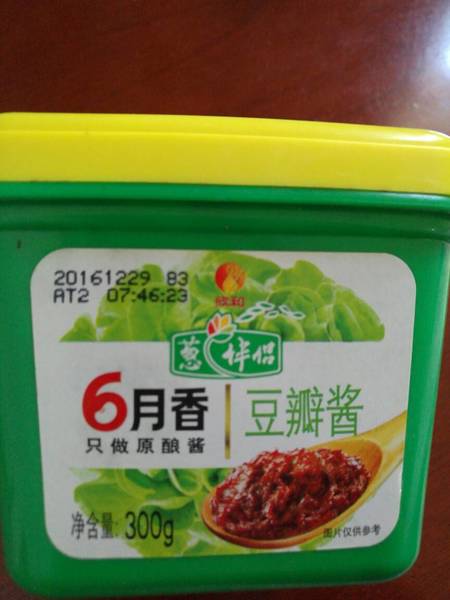 20161229 83
AT2 07:46:23
欣和
葱伴侣
6月香
只做原酿酱
豆瓣酱
净含量: 300g
图片仅供参考